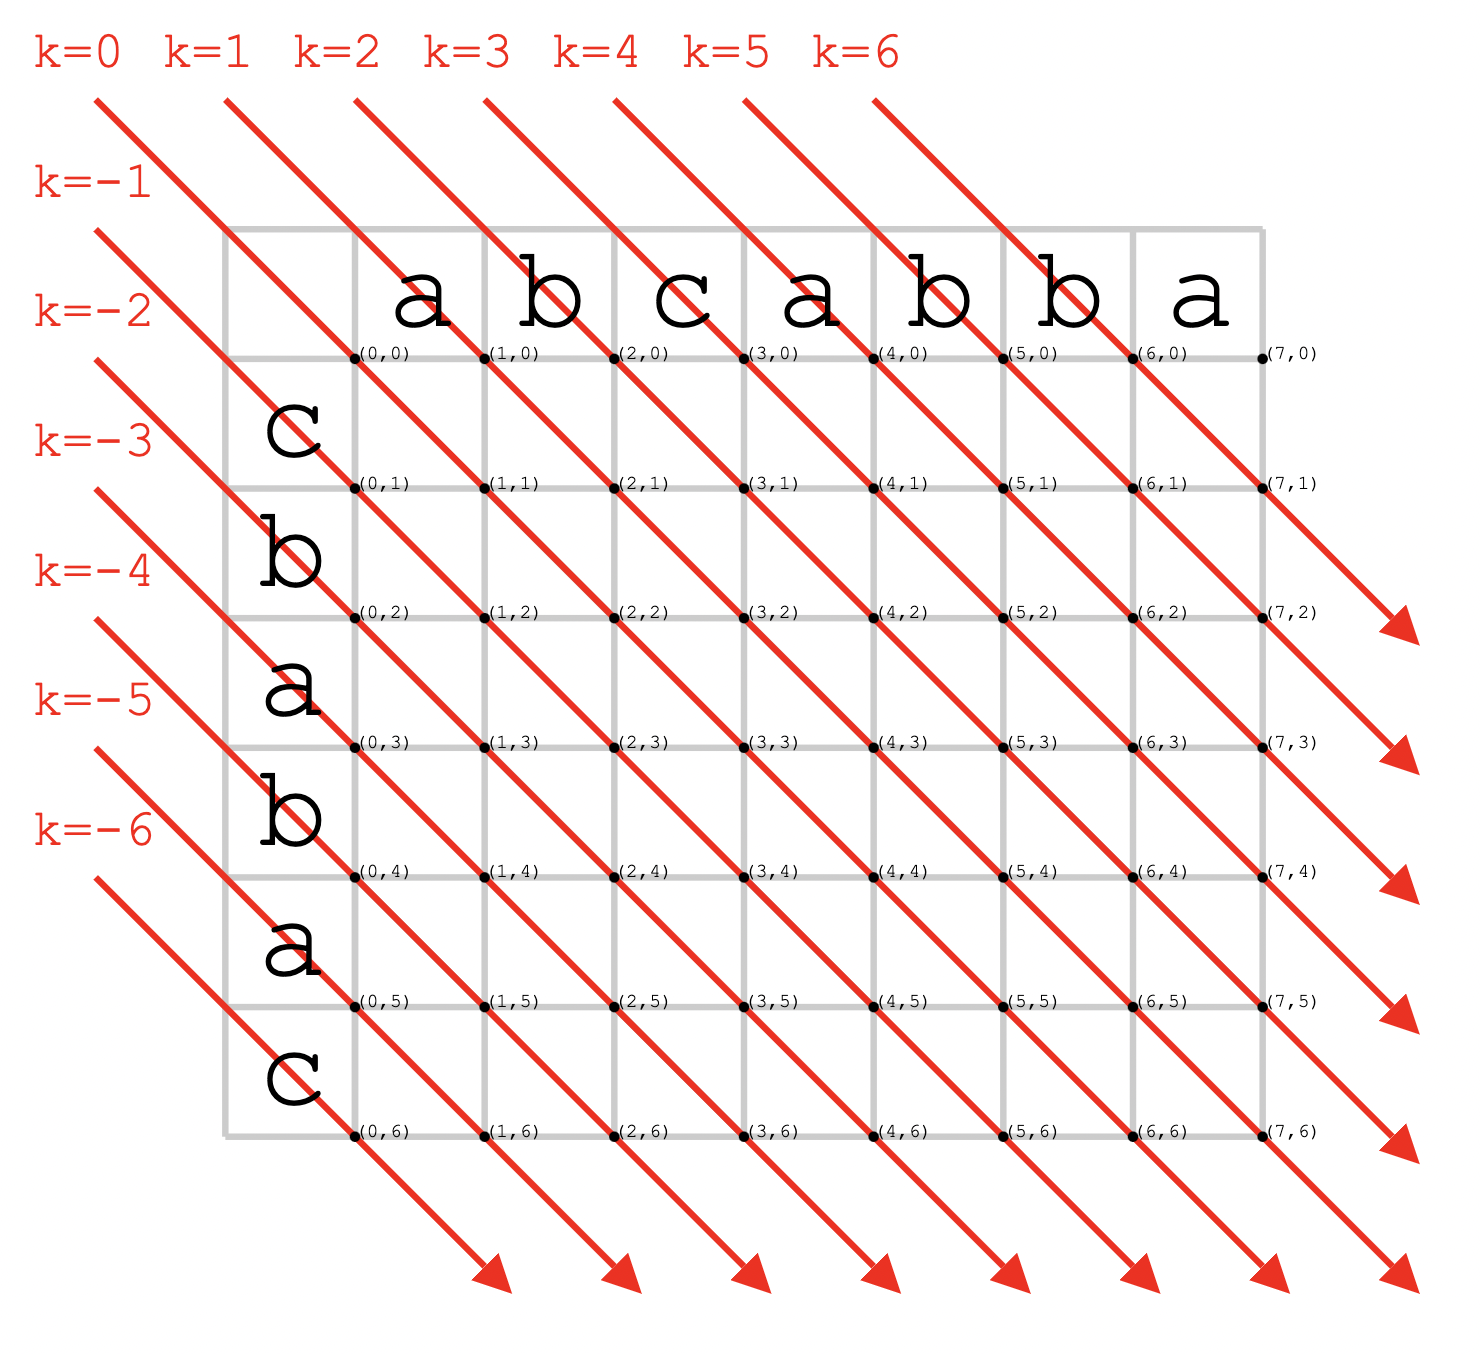 k=0 k=1 k=2 k=3 k=4 k=5 k=6
k=-1
a b c a b b a
k=-2
(0,0) (1,0) (2,0) (3,0) (4,0) (5,0) (6,0) (7,0)
c
k=-3
(0,1) (1,1) (2,1) (3,1) (4,1) (5,1) (6,1) (7,1)
b
k=-4
(0,2) (1,2) (2,2) (3,2) (4,2) (5,2) (6,2) (7,2)
a
k=-5
(0,3) (1,3) (2,3) (3,3) (4,3) (5,3) (6,3) (7,3)
b
k=-6
(0,4) (1,4) (2,4) (3,4) (4,4) (5,4) (6,4) (7,4)
a
(0,5) (1,5) (2,5) (3,5) (4,5) (5,5) (6,5) (7,5)
c
(0,6) (1,6) (2,6) (3,6) (4,6) (5,6) (6,6) (7,6)